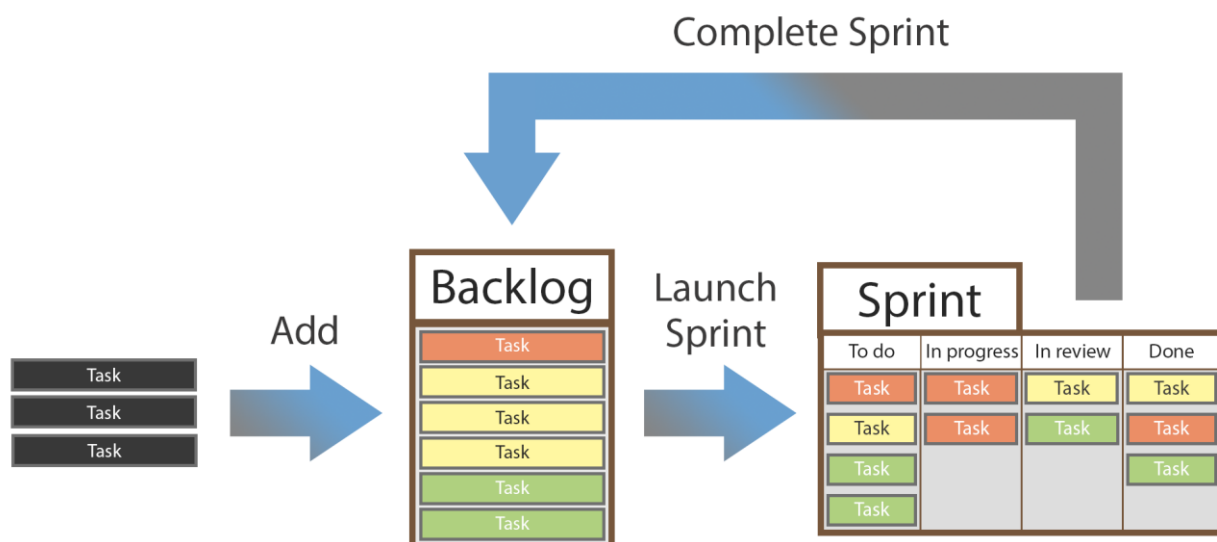 Complete Sprint
Task
Task
Task
Add
Backlog
Task
Task
Task
Task
Task
Task
Launch
Sprint
Sprint
To do In progress In review Done
Task Task Task Task
Task Task Task Task
Task Task
Task